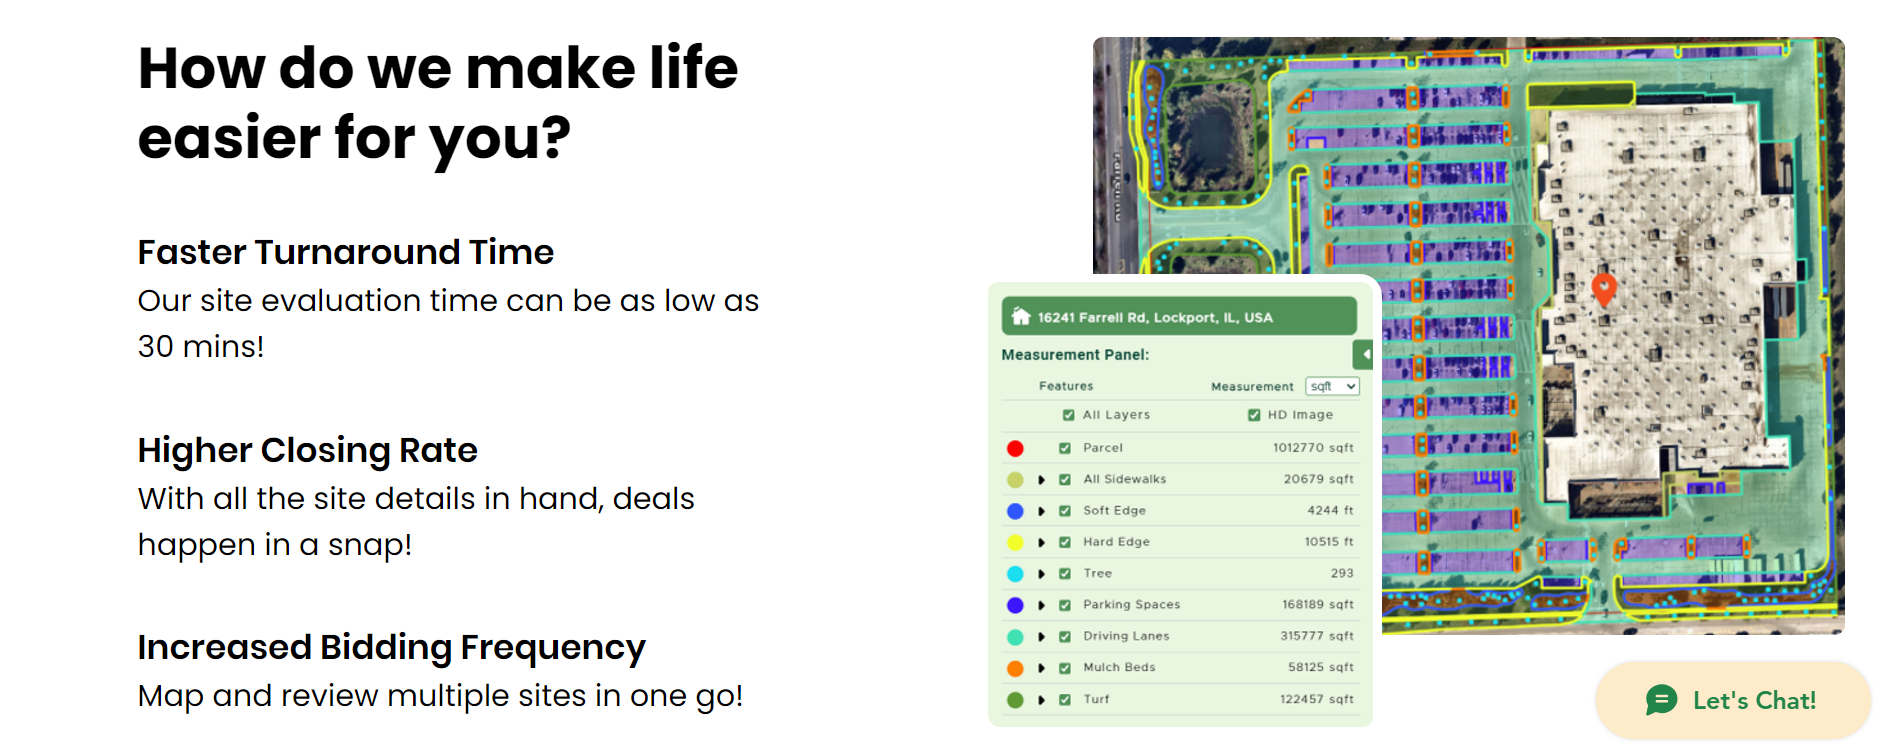 How do we make life
easier for you?
Faster Turnaround Time
Our site evaluation time can be as low as
30 mins!
Higher Closing Rate
With all the site details in hand, deals
happen in a snap!
Increased Bidding Frequency
Map and review multiple sites in one go!
16241 Farrell Rd, Lockport, IL, USA
Measurement Panel:
Features Measurement sqft
All Layers HD Image
Parcel 1012770 sqft
All Sidewalks 20679 sqft
Soft Edge 4244 ft
Hard Edge 10515 ft
Tree 293
Parking Spaces 168189 sqft
Driving Lanes 315777 sqft
Mulch Beds 58125 sqft
Turf 122457 sqft
Let's Chat!